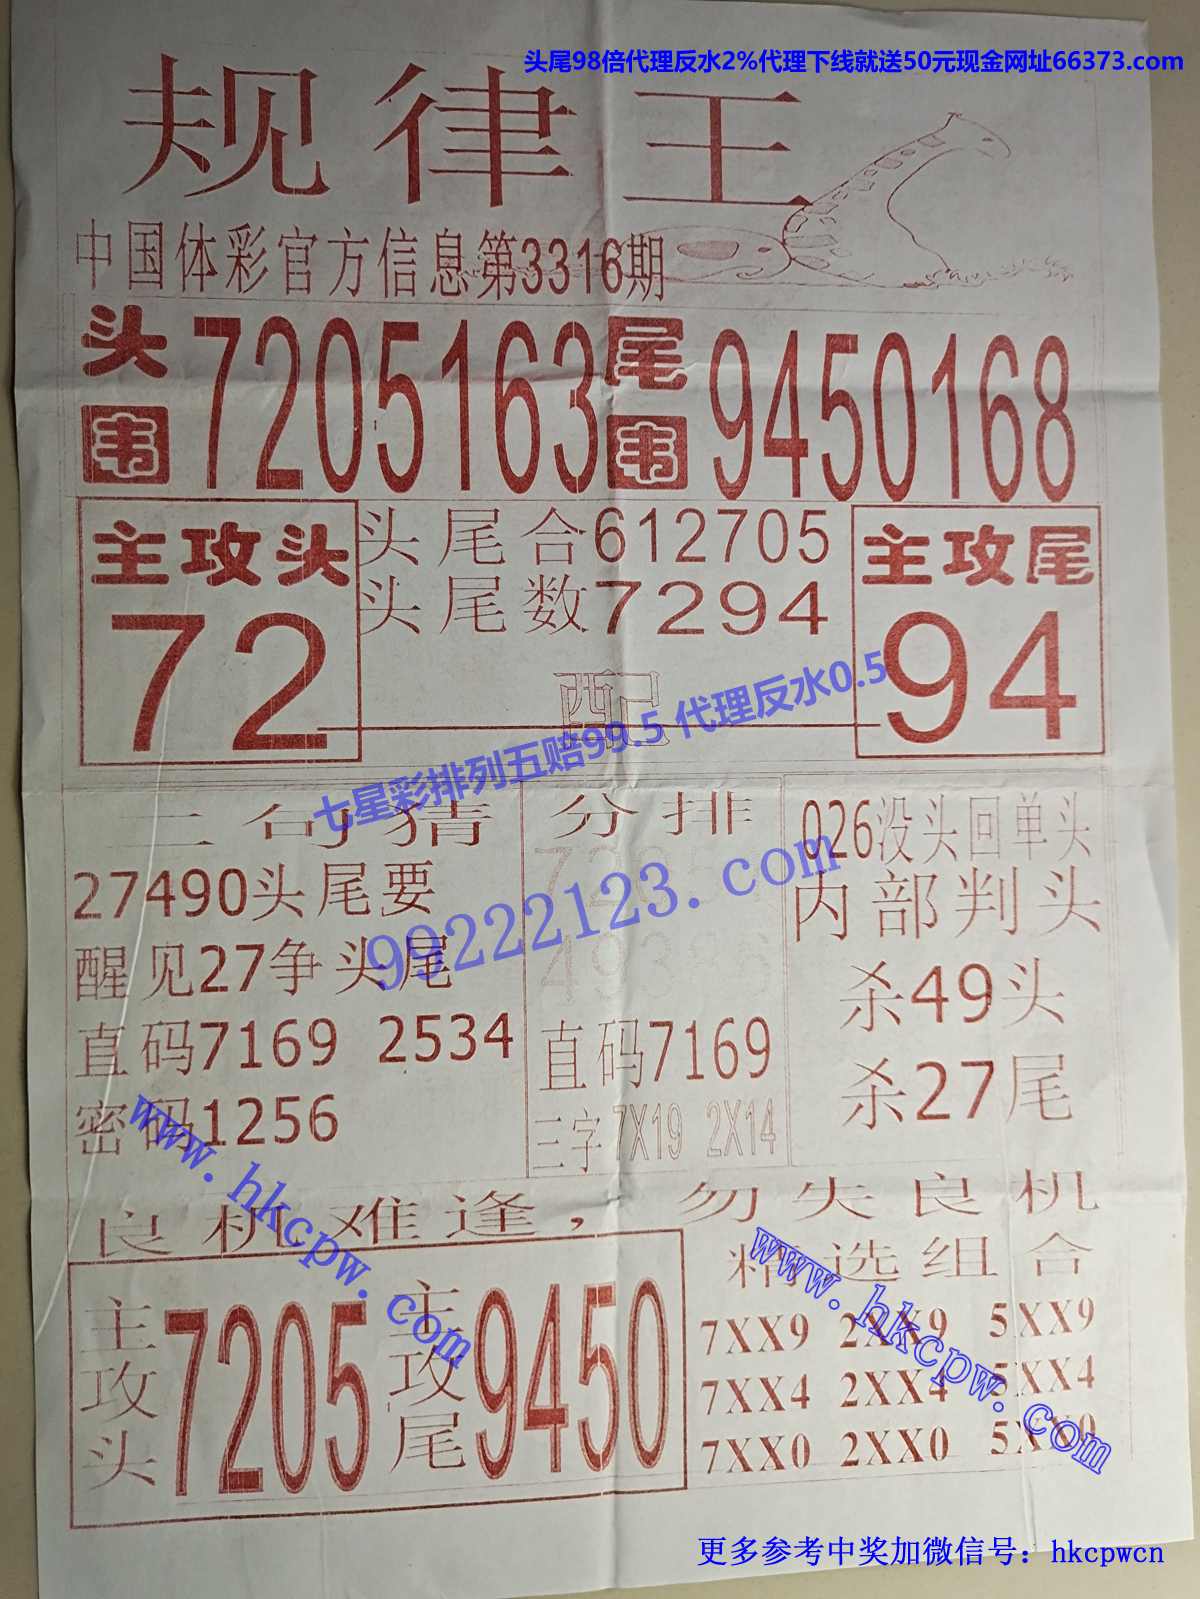 头尾98倍代理反水2%代理下线就送50元现金网址66373.com
规律王
中国体彩官方信息第3316期
头围 7205163 尾围 9450168
主攻头 头尾合612705 主攻尾
72 头尾数7294 94
配
七星彩排列五赔99.5 代理反水0.5
三句猜
27490头尾要
醒见27争头尾
直码7169 2534
密码1256
分排
直码7169
三字7X19 2X14
99222123.com
026没头回单头
内部判头
杀49头
杀27尾
www.hkcpw.com
良机难逢，勿失良机
主攻头 7205 主攻尾 9450
精选组合
7XX9 2XX9 5XX9
7XX4 2XX4 5XX4
7XX0 2XX0 5XX0
www.hkcpw.com
更多参考中奖加微信号：hkcpwcn